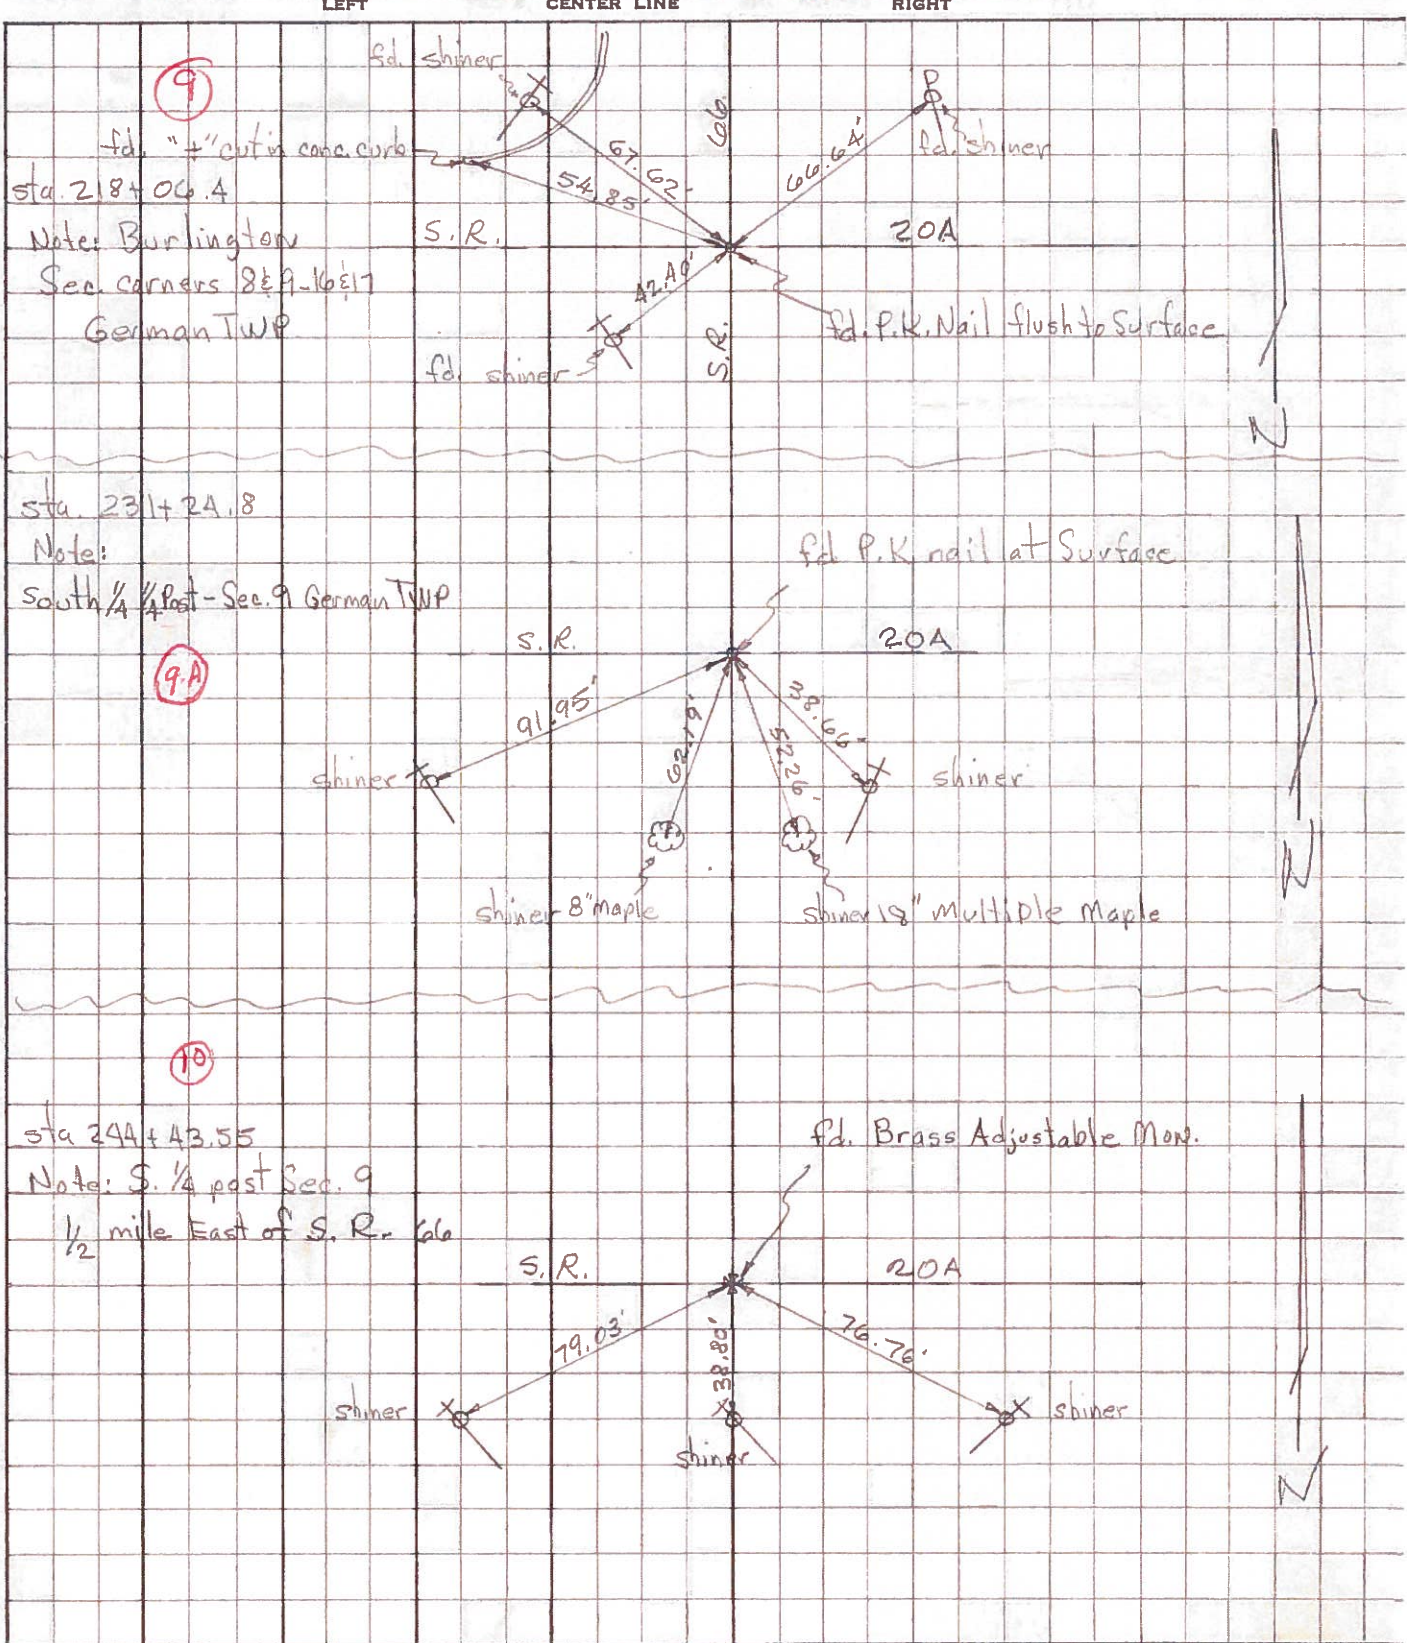 LEFT CENTER LINE RIGHT
9
fd. shiner
fd. "+" cut in conc. curb
sta. 218+06.4
Note: Burlington
Sec. corners 8&9-16&17
German TWP
67.62'
54.85'
66.
66.64'
P
fd. shiner
S.R. 20A
42.40'
S.R.
fd. P.K. Nail flush to Surface
fd. shiner
N
sta. 231+24.8
Note:
South 1/4 1/4 Post - Sec. 9 German TWP
9.A
fd P.K. nail at Surface
S.R. 20A
91.95'
62.19'
52.26'
38.66'
shiner
shiner
shiner 8" maple
shiner 18" Multiple Maple
N
10
sta 244+43.55
Note: S. 1/4 post Sec. 9
1/2 mile East of S.R. 66
fd. Brass Adjustable Mon.
S.R. 20A
79.03'
38.80'
76.76'
shiner
shiner
shiner
N